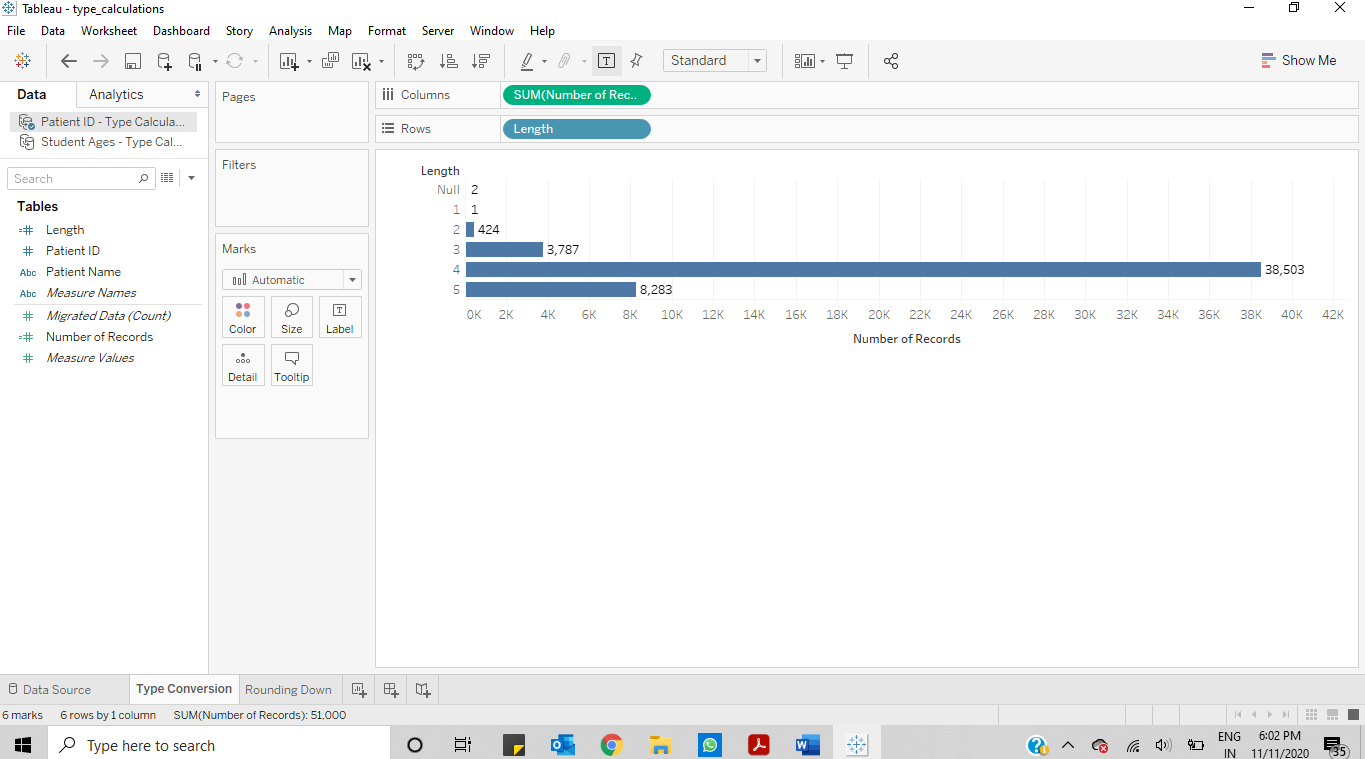 Tableau - type_calculations
File Data Worksheet Dashboard Story Analysis Map Format Server Window Help
Standard
Show Me
Data Analytics
Patient ID - Type Calcula...
Student Ages - Type Cal...
Search
Tables
Length
Patient ID
Abc Patient Name
Abc Measure Names
Migrated Data (Count)
Number of Records
Measure Values
Pages
Filters
Marks
Automatic
Color Size Label
Detail Tooltip
Columns SUM(Number of Rec..
Rows Length
Length
Null 2
1 1
2 424
3 3,787
4 38,503
5 8,283
0K 2K 4K 6K 8K 10K 12K 14K 16K 18K 20K 22K 24K 26K 28K 30K 32K 34K 36K 38K 40K 42K
Number of Records
Data Source Type Conversion Rounding Down
6 marks 6 rows by 1 column SUM(Number of Records): 51,000
Type here to search
ENG
IN
6:02 PM
11/11/2020
35